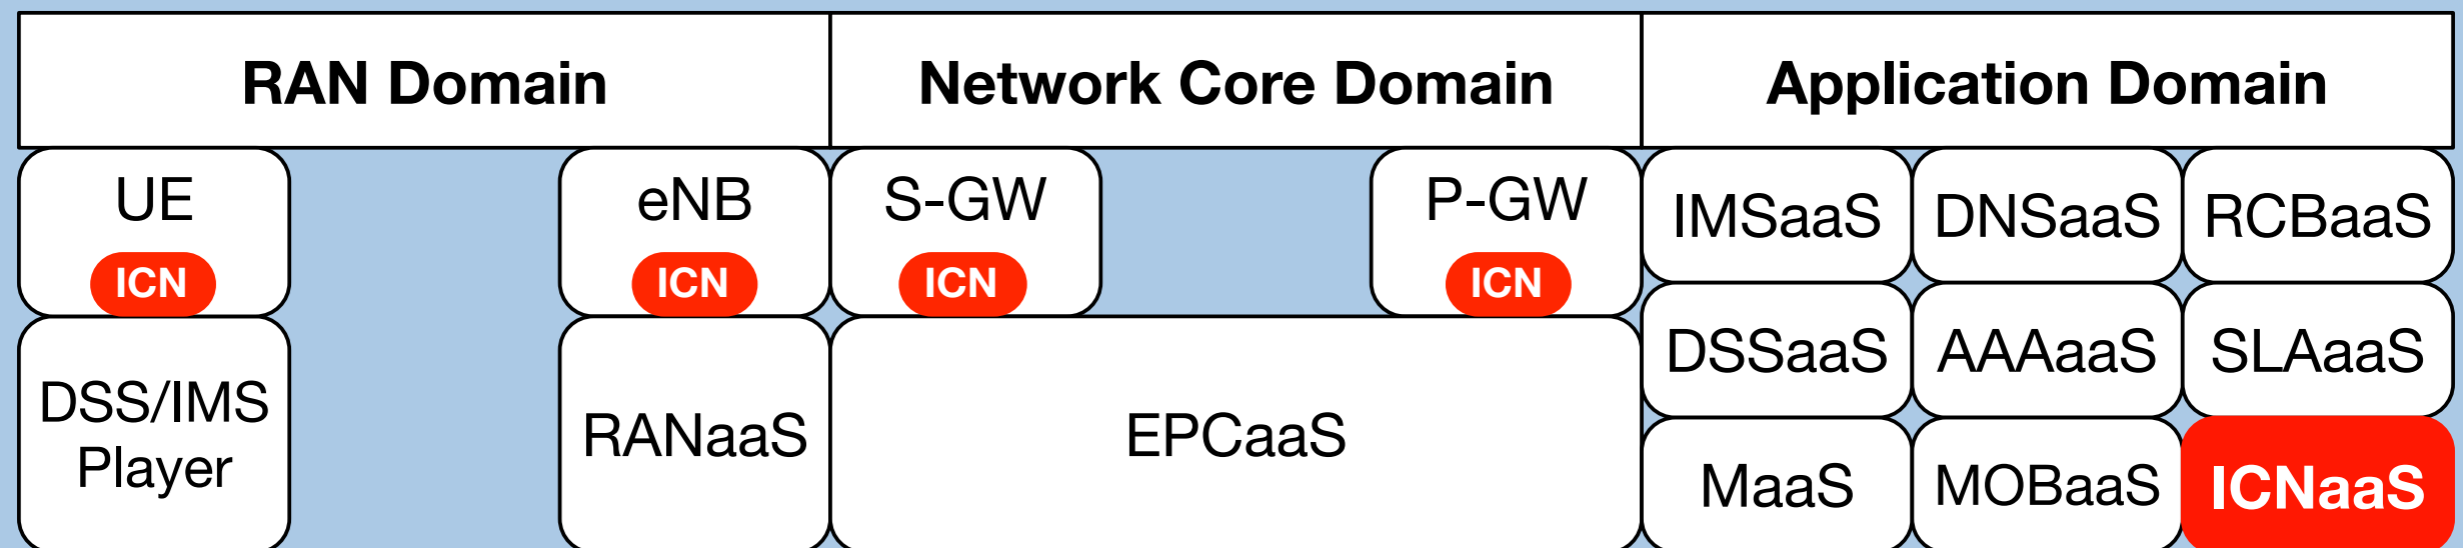 RAN Domain
Network Core Domain
Application Domain
UE
ICN
eNB
ICN
S-GW
ICN
P-GW
ICN
DSS/IMS
Player
RANaaS
EPCaaS
IMSaaS
DNSaaS
RCBaaS
DSSaaS
AAAaaS
SLAaaS
MaaS
MOBaaS
ICNaaS